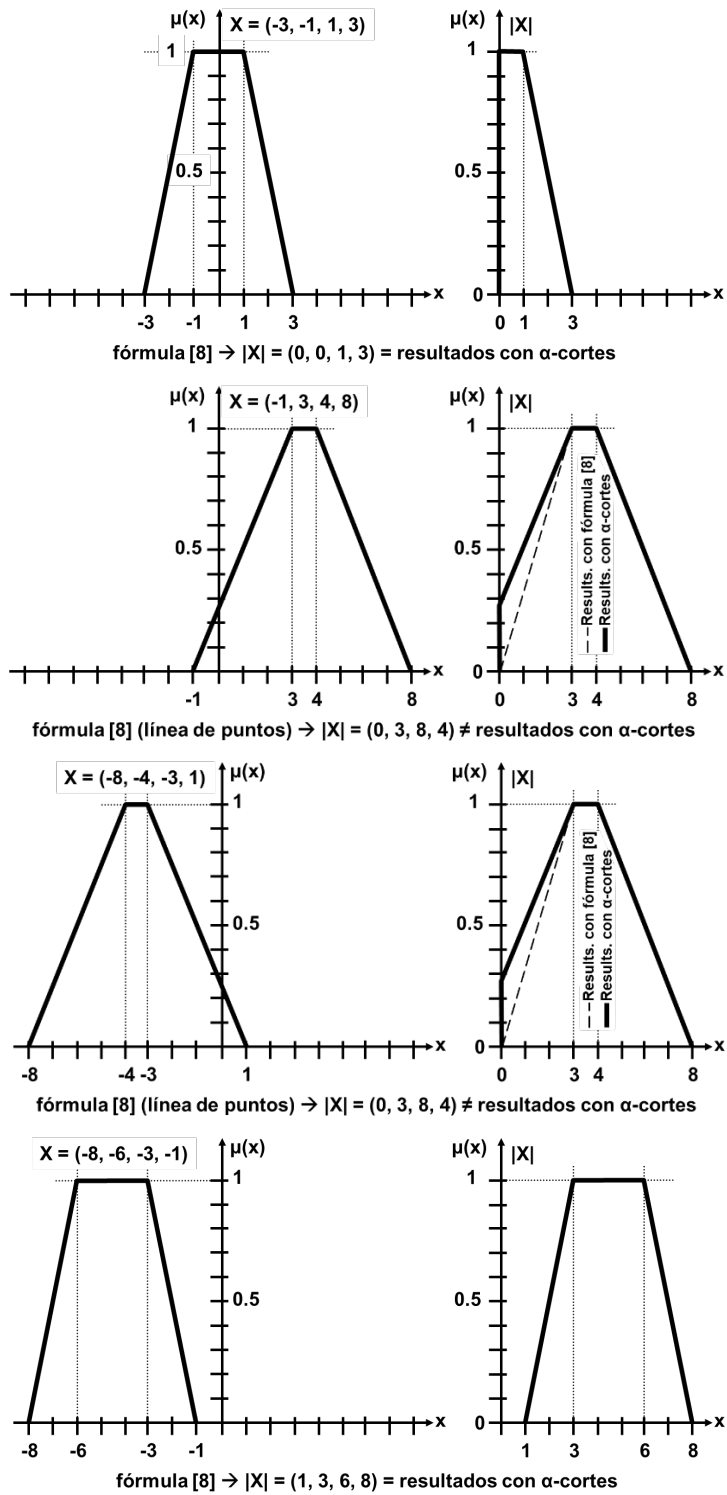 μ(x) X = (-3, -1, 1, 3) |X|
1 1
0.5 0.5
x 0 x
-3 -1 1 3 0 1 3
fórmula [8] → |X| = (0, 0, 1, 3) = resultados con α-cortes
μ(x) X = (-1, 3, 4, 8) μ(x) |X|
1 1
0.5 0.5
Results. con fórmula [8]
Results. con α-cortes
x 0 x
-1 3 4 8 0 3 4 8
fórmula [8] (línea de puntos) → |X| = (0, 3, 8, 4) ≠ resultados con α-cortes
X = (-8, -4, -3, 1) μ(x) μ(x) |X|
1 1
0.5 0.5
Results. con fórmula [8]
Results. con α-cortes
x 0 x
-8 -4 -3 1 0 3 4 8
fórmula [8] (línea de puntos) → |X| = (0, 3, 8, 4) ≠ resultados con α-cortes
X = (-8, -6, -3, -1) μ(x) μ(x) |X|
1 1
0.5 0.5
x 0 x
-8 -6 -3 -1 1 3 6 8
fórmula [8] → |X| = (1, 3, 6, 8) = resultados con α-cortes